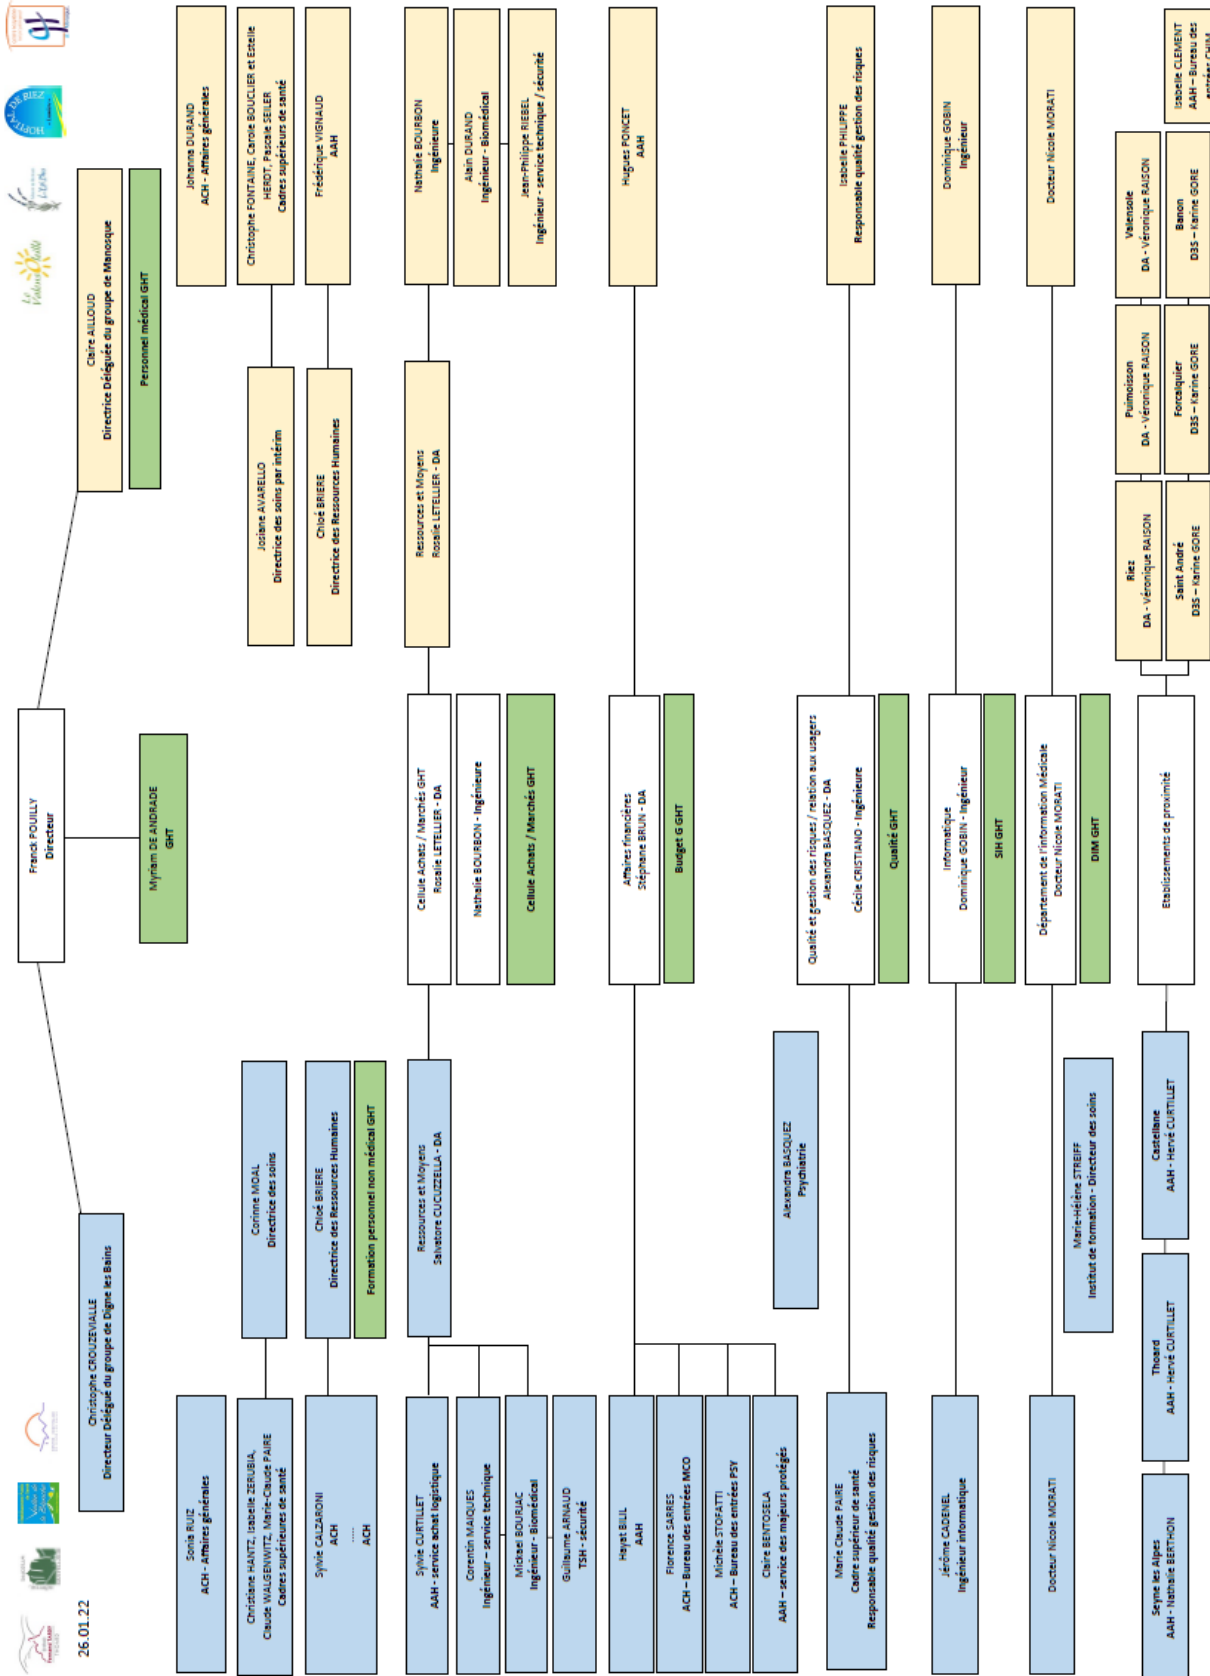 26.01.22
HOPITAL DE RIEZ
Franck POUILLY
Directeur
Christophe CROUZEVIALLE
Directeur Délégué du groupe de Digne les Bains
Claire AILLOUD
Directrice Déléguée du groupe de Manosque
Myriam DE ANDRADE
GHT
Personnel médical GHT
Sonia RUIZ
ACH - Affaires générales
Johanna DURAND
ACH - Affaires générales
Christiane HANTZ, Isabelle ZERUBIA,
Claude WALGENWITZ, Marie-Claude PAIRE
Cadres supérieures de santé
Corinne MOAL
Directrice des soins
Josiane AVARELLO
Directrice des soins par intérim
Christophe FONTAINE, Carole BOUCLIER et Estelle
HERDT, Pascale SEILER
Cadres supérieurs de santé
Sylvie CALZARONI
ACH
.....
ACH
Chloé BRIERE
Directrice des Ressources Humaines
Formation personnel non médical GHT
Chloé BRIERE
Directrice des Ressources Humaines
Frédérique VIGNAUD
AAH
Sylvie CURTILLET
AAH - service achat logistique
Corentin MAIQUES
Ingénieur – service technique
Mickael BOURJAC
Ingénieur - Biomédical
Guillaume ARNAUD
TSH - sécurité
Ressources et Moyens
Salvatore CUCUZZELLA - DA
Cellule Achats / Marchés GHT
Rosalie LETELLIER - DA
Nathalie BOURBON - Ingénieure
Cellule Achats / Marchés GHT
Ressources et Moyens
Rosalie LETELLIER - DA
Nathalie BOURBON
Ingénieure
Alain DURAND
Ingénieur - Biomédical
Jean-Philippe RIEBEL
Ingénieur - service technique / sécurité
Hayat BILIL
AAH
Florence SARRES
ACH – Bureau des entrées MCO
Michèle STOFATTI
ACH – Bureau des entrées PSY
Claire BENTOSELA
AAH – service des majeurs protégés
Affaires financières
Stéphane BRUN - DA
Budget G GHT
Hugues PONCET
AAH
Alexandra BASQUEZ
Psychiatrie
Marie Claude PAIRE
Cadre supérieur de santé
Responsable qualité gestion des risques
Qualité et gestion des risques / relation aux usagers
Alexandra BASQUEZ - DA
Cécile CRISTIANO - Ingénieure
Qualité GHT
Isabelle PHILIPPE
Responsable qualité gestion des risques
Jérôme CADENEL
Ingénieur informatique
Informatique
Dominique GOBIN - Ingénieur
SIH GHT
Dominique GOBIN
Ingénieur
Docteur Nicole MORATI
Département de l'Information Médicale
Docteur Nicole MORATI
DIM GHT
Docteur Nicole MORATI
Marie-Hélène STREIFF
Institut de formation - Directeur des soins
Seyne les Alpes
AAH - Nathalie BERTHON
Thoard
AAH - Hervé CURTILLET
Castellane
AAH - Hervé CURTILLET
Etablissements de proximité
Riez
DA - Véronique RAISON
Puimoisson
DA - Véronique RAISON
Valensole
DA - Véronique RAISON
Saint André
D3S – Karine GORE
Forcalquier
D3S – Karine GORE
Banon
D3S – Karine GORE
Isabelle CLEMENT
AAH – Bureau des
entrées CHIM